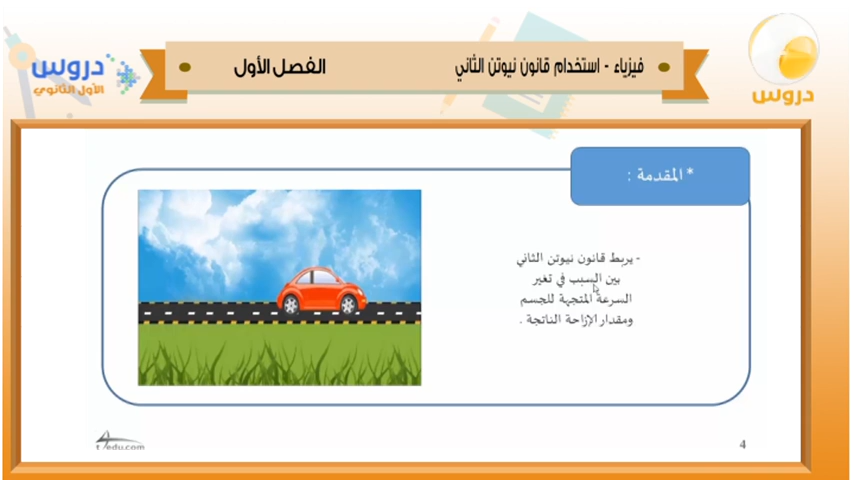 دروس
الأول الثانوي
فيزياء - استخدام قانون نيوتن الثاني
الفصل الأول
دروس
* المقدمة :
- يربط قانون نيوتن الثاني
بين السبب في تغير
السرعة المتجهة للجسم
ومقدار الإزاحة الناتجة .
edu.com
4